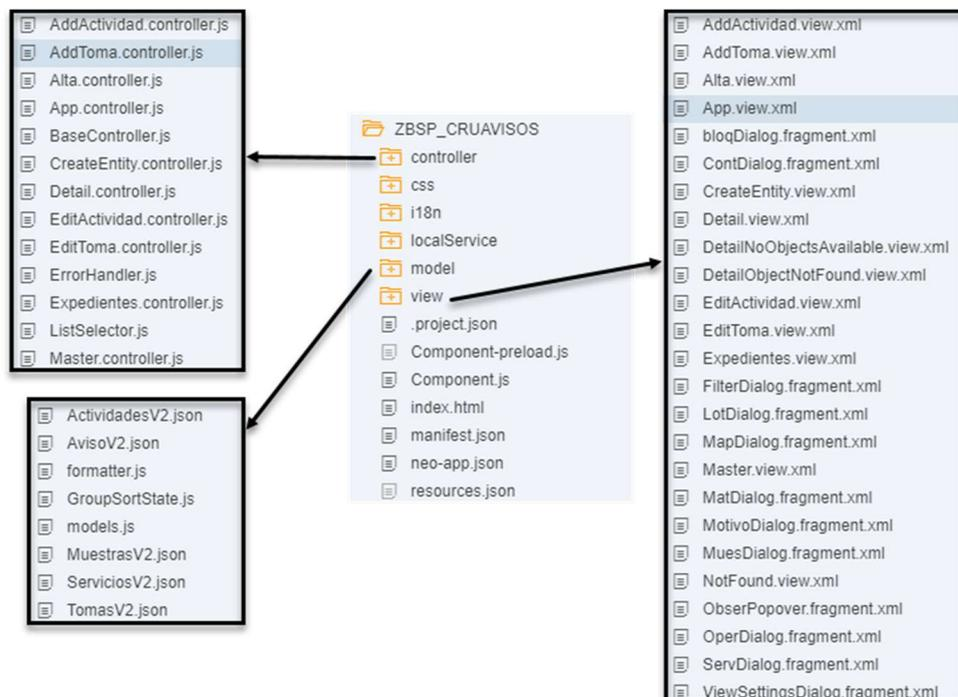 AddActividad.controller.js
AddToma.controller.js
Alta.controller.js
App.controller.js
BaseController.js
CreateEntity.controller.js
Detail.controller.js
EditActividad.controller.js
EditToma.controller.js
ErrorHandler.js
Expedientes.controller.js
ListSelector.js
Master.controller.js
ActividadesV2.json
AvisoV2.json
formatter.js
GroupSortState.js
models.js
MuestrasV2.json
ServiciosV2.json
TomasV2.json
ZBSP_CRUAVISOS
controller
css
i18n
localService
model
view
.project.json
Component-preload.js
Component.js
index.html
manifest.json
neo-app.json
resources.json
AddActividad.view.xml
AddToma.view.xml
Alta.view.xml
App.view.xml
bloqDialog.fragment.xml
ContDialog.fragment.xml
CreateEntity.view.xml
Detail.view.xml
DetailNoObjectsAvailable.view.xml
DetailObjectNotFound.view.xml
EditActividad.view.xml
EditToma.view.xml
Expedientes.view.xml
FilterDialog.fragment.xml
LotDialog.fragment.xml
MapDialog.fragment.xml
Master.view.xml
MatDialog.fragment.xml
MotivoDialog.fragment.xml
MuesDialog.fragment.xml
NotFound.view.xml
ObserPopover.fragment.xml
OperDialog.fragment.xml
ServDialog.fragment.xml
ViewSettingsDialog.fragment.xml